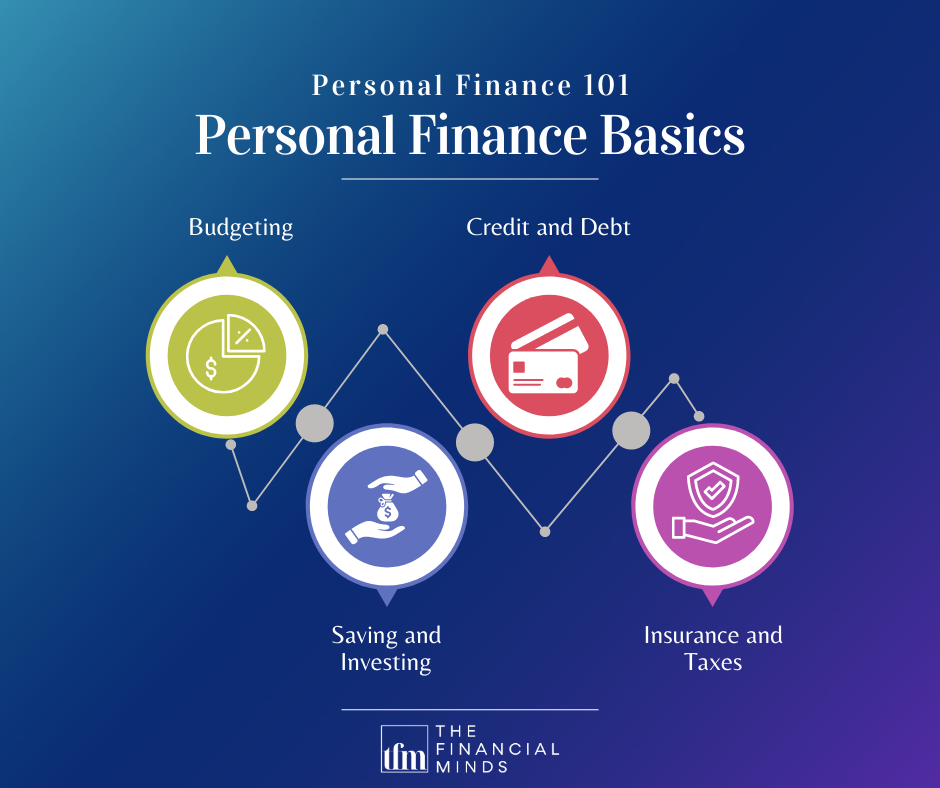 Personal Finance 101
Personal Finance Basics
Budgeting
Credit and Debt
%
$
$
Saving and
Investing
Insurance and
Taxes
tfm
THE
FINANCIAL
MINDS